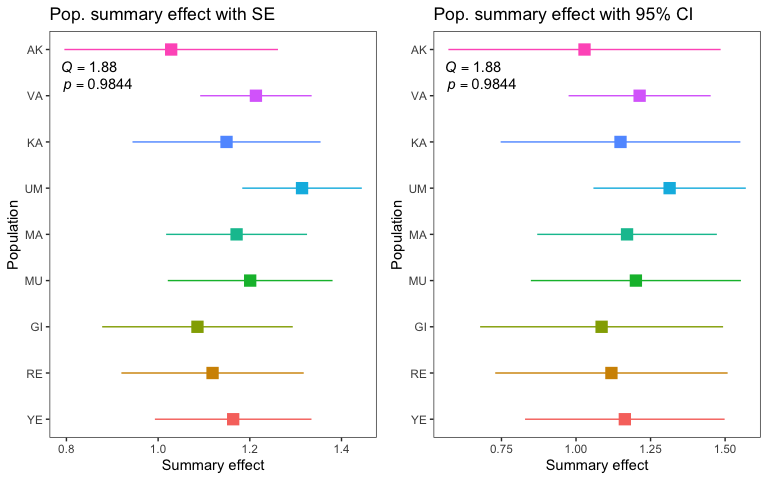 Pop. summary effect with SE
AK
Q = 1.88
p = 0.9844
VA
KA
UM
MA
MU
GI
RE
YE
Population
0.8 1.0 1.2 1.4
Summary effect
Pop. summary effect with 95% CI
AK
Q = 1.88
p = 0.9844
VA
KA
UM
MA
MU
GI
RE
YE
Population
0.75 1.00 1.25 1.50
Summary effect